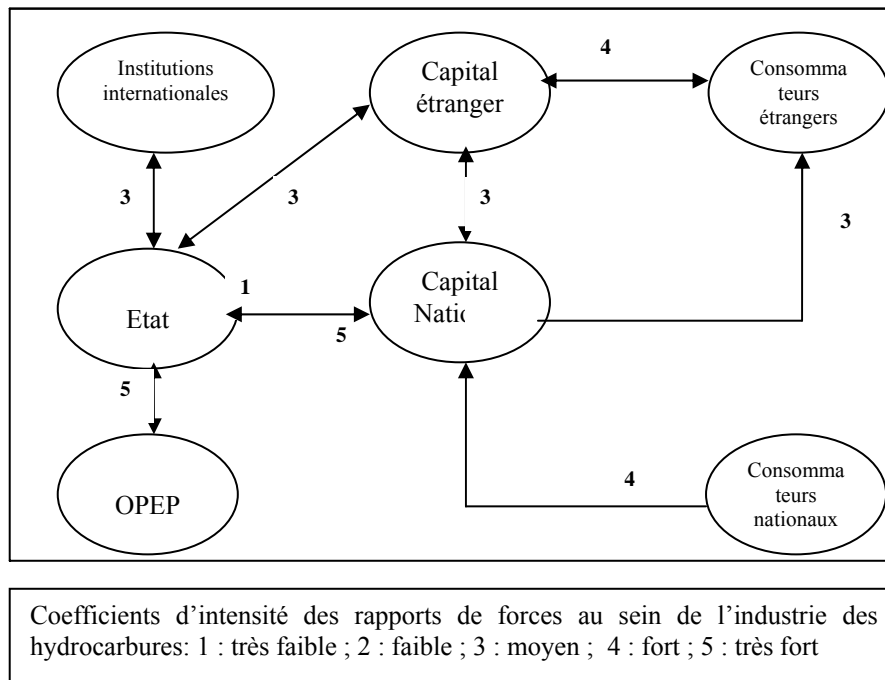 Institutions
internationales
Capital
étranger
4
Consomma
teurs
étrangers
3
3
3
3
1
Etat
5
Capital
5
OPEP
4
Consomma
teurs
nationaux
Coefficients d'intensité des rapports de forces au sein de l'industrie des
hydrocarbures: 1 : très faible ; 2 : faible ; 3 : moyen ; 4 : fort ; 5 : très fort